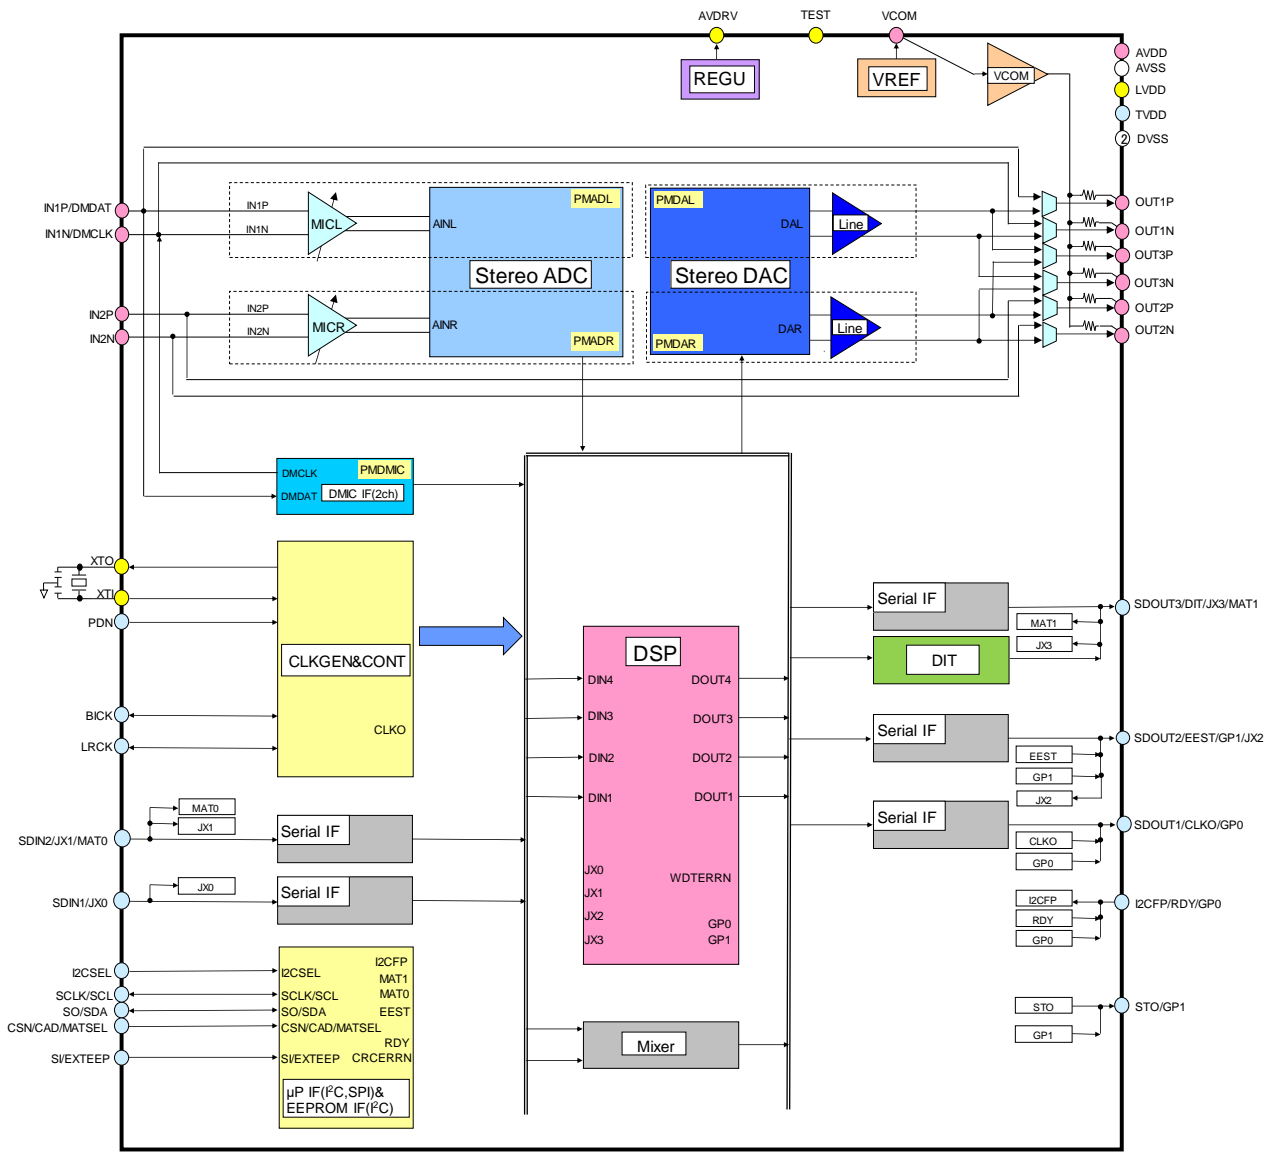 AVDRV
TEST
VCOM
REGU
VREF
VCOM
AVDD
AVSS
LVDD
TVDD
2
DVSS
IN1P/DMDAT
IN1N/DMCLK
IN2P
IN2N
IN1P
IN1N
MICL
AINL
PMADL
Stereo ADC
IN2P
IN2N
MICR
AINR
PMADR
PMDAL
DAL
Line
Stereo DAC
DAR
Line
PMDAR
OUT1P
OUT1N
OUT3P
OUT3N
OUT2P
OUT2N
DMCLK
PMDMIC
DMDAT
DMIC IF(2ch)
XTO
XTI
PDN
BICK
LRCK
CLKGEN&CONT
CLKO
SDIN2/JX1/MAT0
MAT0
JX1
Serial IF
SDIN1/JX0
JX0
Serial IF
I2CSEL
SCLK/SCL
SO/SDA
CSN/CAD/MATSEL
SI/EXTEEP
I2CFP
I2CSEL
MAT1
SCLK/SCL
MAT0
SO/SDA
EEST
CSN/CAD/MATSEL
RDY
SI/EXTEEP
CRCERRN
µP IF(I²C,SPI)&
EEPROM IF(I²C)
DSP
DIN4
DOUT4
DIN3
DOUT3
DIN2
DOUT2
DIN1
DOUT1
JX0
WDTERRN
JX1
JX2
GP0
JX3
GP1
Mixer
Serial IF
SDOUT3/DIT/JX3/MAT1
MAT1
JX3
DIT
Serial IF
SDOUT2/EEST/GP1/JX2
EEST
GP1
JX2
Serial IF
SDOUT1/CLKO/GP0
CLKO
GP0
I2CFP
I2CFP/RDY/GP0
RDY
GP0
STO
STO/GP1
GP1